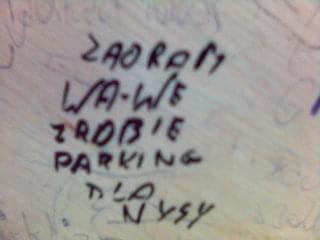 ZAORAM
WA-WE
ZROBIE
PARKING
DLA
NYSY